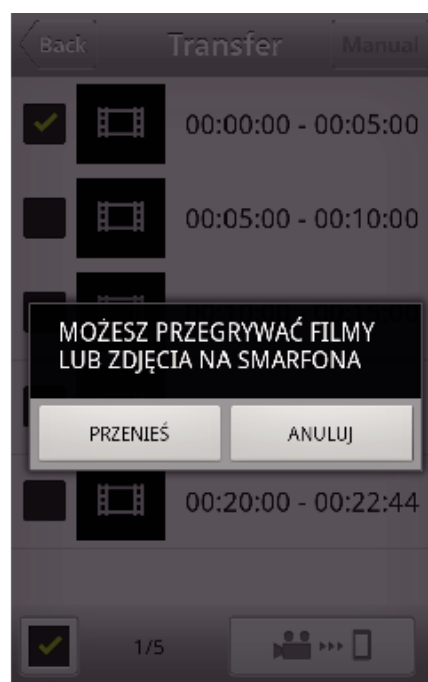 Back Transfer Manual
00:00:00 - 00:05:00
00:05:00 - 00:10:00
MOŻESZ PRZEGRYWAĆ FILMY
LUB ZDJĘCIA NA SMARFONA
PRZENIEŚ ANULUJ
00:20:00 - 00:22:44
1/5